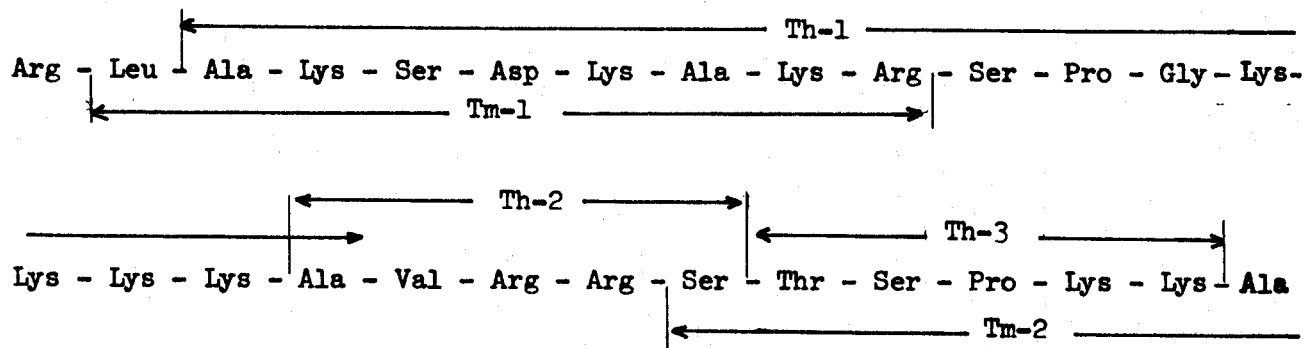 Th-1
Arg - Leu - Ala - Lys - Ser - Asp - Lys - Ala - Lys - Arg - Ser - Pro - Gly - Lys-
Tm-1
Th-2
Th-3
Lys - Lys - Lys - Ala - Val - Arg - Arg - Ser - Thr - Ser - Pro - Lys - Lys - Ala
Tm-2